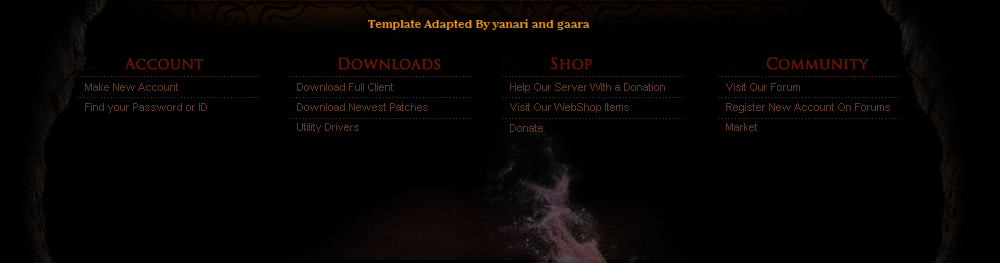 Template Adapted By yanari and gaara
Account
Make New Account
Find your Password or ID
Downloads
Download Full Client
Download Newest Patches
Utility Drivers
Shop
Help Our Server With a Donation
Visit Our WebShop Items
Donate
Community
Visit Our Forum
Register New Account On Forums
Market